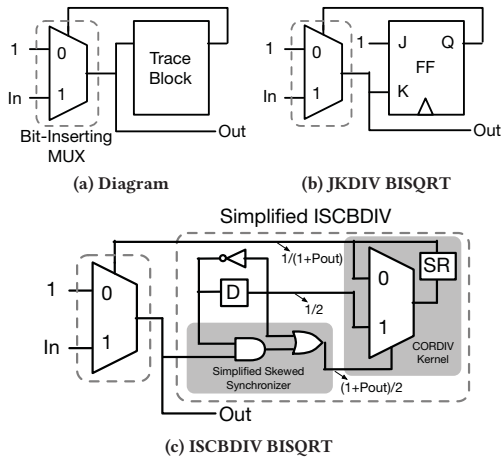 1
0
Trace
Block
In
1
Bit-Inserting
MUX
Out
(a) Diagram
1
0
1
J
Q
FF
In
1
K
Out
(b) JKDIV BISQRT
Simplified ISCBDIV
1/(1+Pout)
1
0
D
1/2
0
SR
In
1
1
Simplified Skewed
Synchronizer
CORDIV
Kernel
(1+Pout)/2
Out
(c) ISCBDIV BISQRT